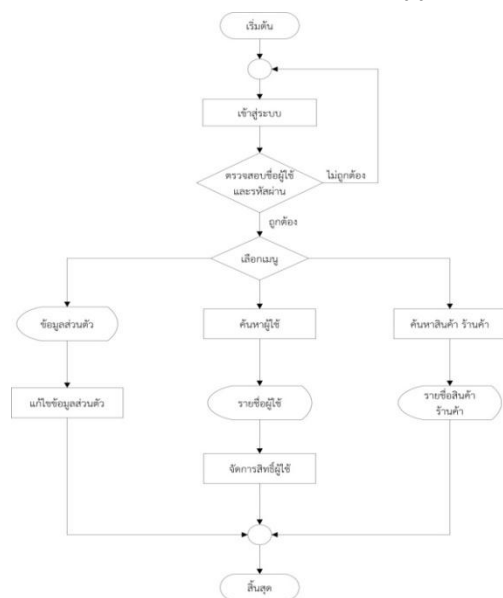 เริ่มต้น
เข้าสู่ระบบ
ตรวจสอบชื่อผู้ใช้
และรหัสผ่าน
ไม่ถูกต้อง
ถูกต้อง
เลือกเมนู
ข้อมูลส่วนตัว
ค้นหาผู้ใช้
ค้นหาสินค้า ร้านค้า
แก้ไขข้อมูลส่วนตัว
รายชื่อผู้ใช้
รายชื่อสินค้า
ร้านค้า
จัดการสิทธิ์ผู้ใช้
สิ้นสุด